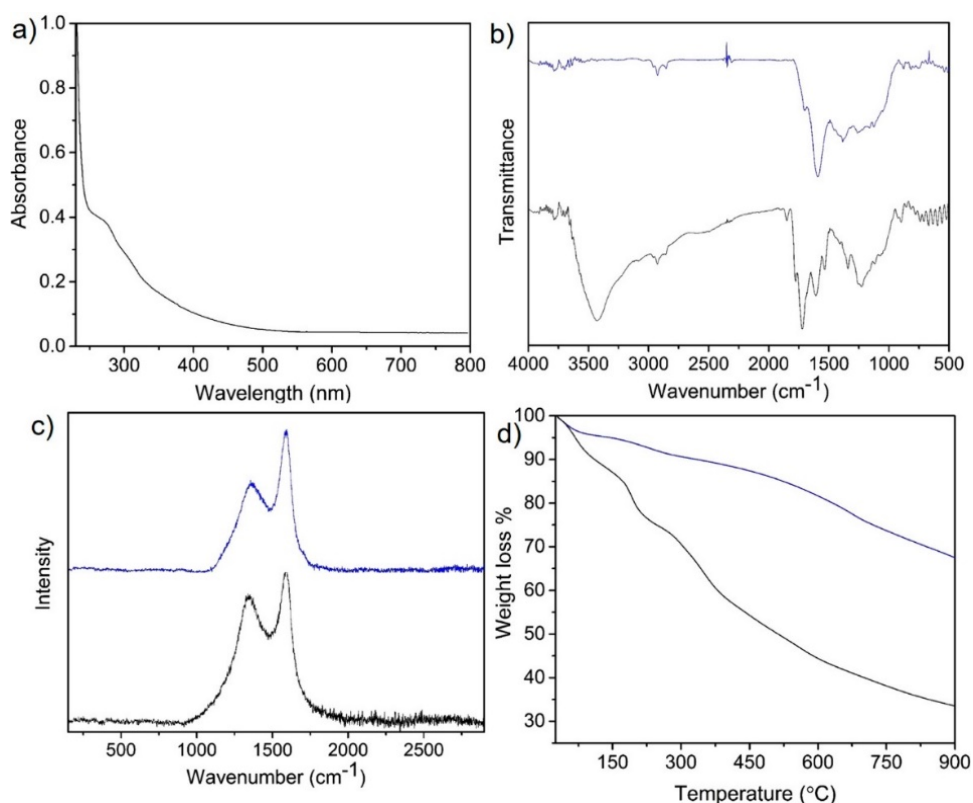 a)
1.0
0.8
0.6
0.4
0.2
0.0
Absorbance
300 400 500 600 700 800
Wavelength (nm)
b)
Transmittance
4000 3500 3000 2500 2000 1500 1000 500
Wavenumber (cm⁻¹)
c)
Intensity
500 1000 1500 2000 2500
Wavenumber (cm⁻¹)
d)
100
90
80
70
60
50
40
30
Weight loss %
150 300 450 600 750 900
Temperature (°C)